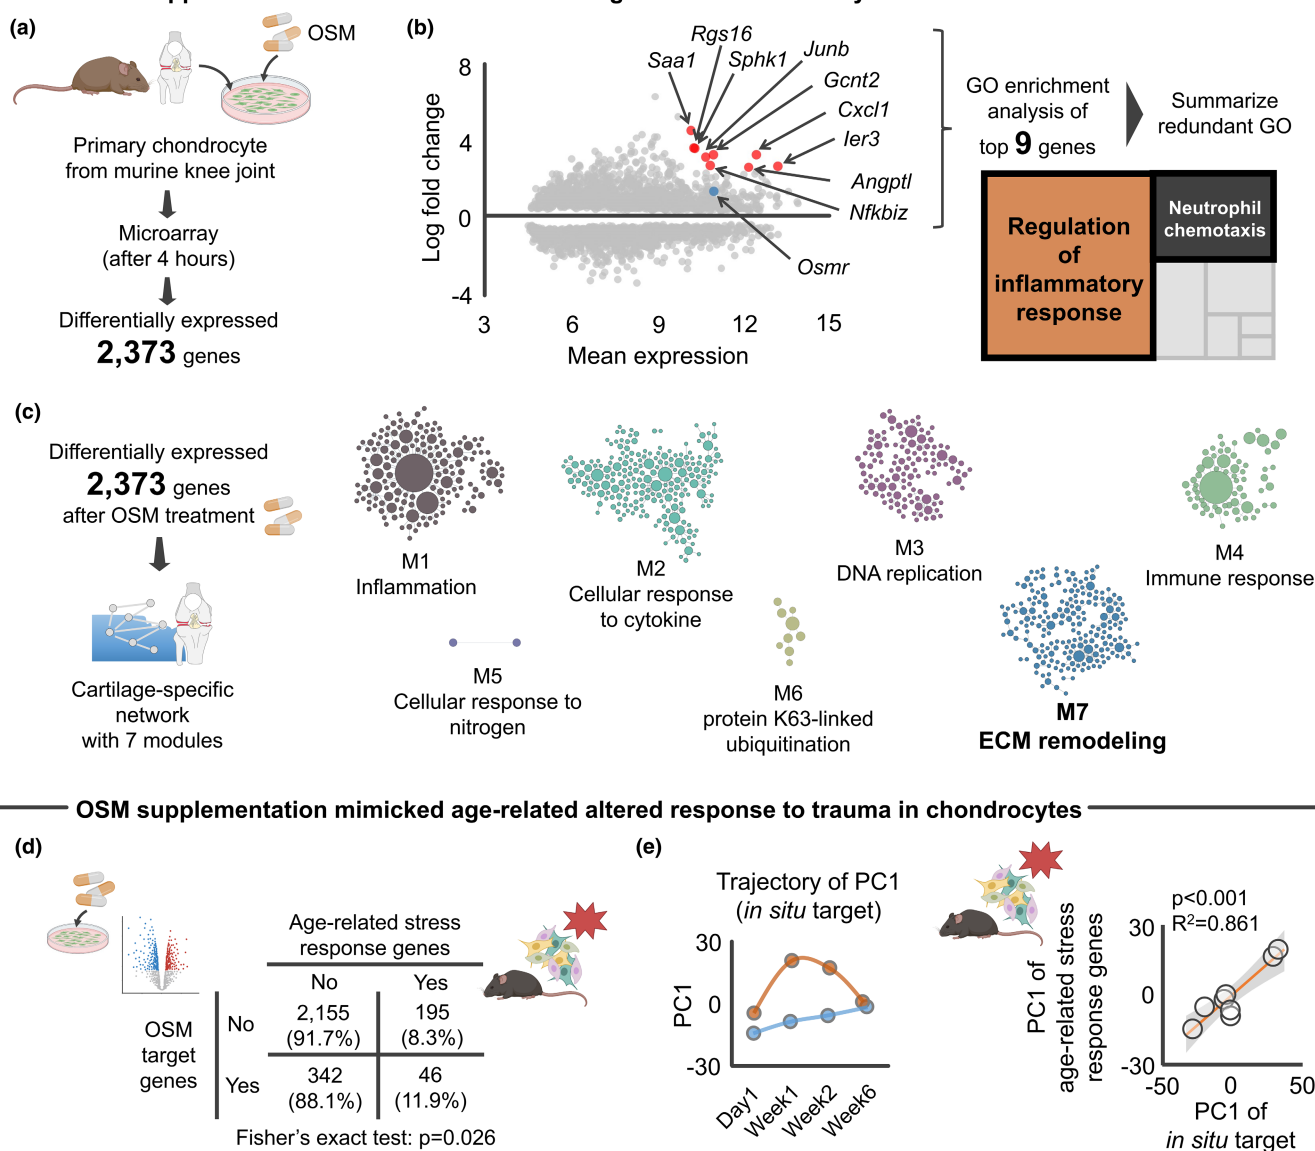 (a)
OSM
Primary chondrocyte
from murine knee joint
Microarray
(after 4 hours)
Differentially expressed
2,373 genes
(b)
Log fold change
8
4
0
-4
3
6
9
12
15
Mean expression
Rgs16
Saa1
Sphk1
Junb
Gcnt2
Cxcl1
Ier3
Angptl
Nfkbiz
Osmr
GO enrichment
analysis of
top 9 genes
Summarize
redundant GO
Regulation
of
inflammatory
response
Neutrophil
chemotaxis
(c)
Differentially expressed
2,373 genes
after OSM treatment
Cartilage-specific
network
with 7 modules
M1
Inflammation
M2
Cellular response
to cytokine
M3
DNA replication
M4
Immune response
M5
Cellular response to
nitrogen
M6
protein K63-linked
ubiquitination
M7
ECM remodeling
OSM supplementation mimicked age-related altered response to trauma in chondrocytes
(d)
Age-related stress
response genes
No
Yes
OSM
target
genes
No
2,155
(91.7%)
195
(8.3%)
Yes
342
(88.1%)
46
(11.9%)
Fisher's exact test: p=0.026
(e)
Trajectory of PC1
(in situ target)
PC1
30
0
-30
Day1
Week1
Week2
Week6
PC1 of
age-related stress
response genes
p<0.001
R²=0.861
30
0
-30
-50
0
50
PC1 of
in situ target